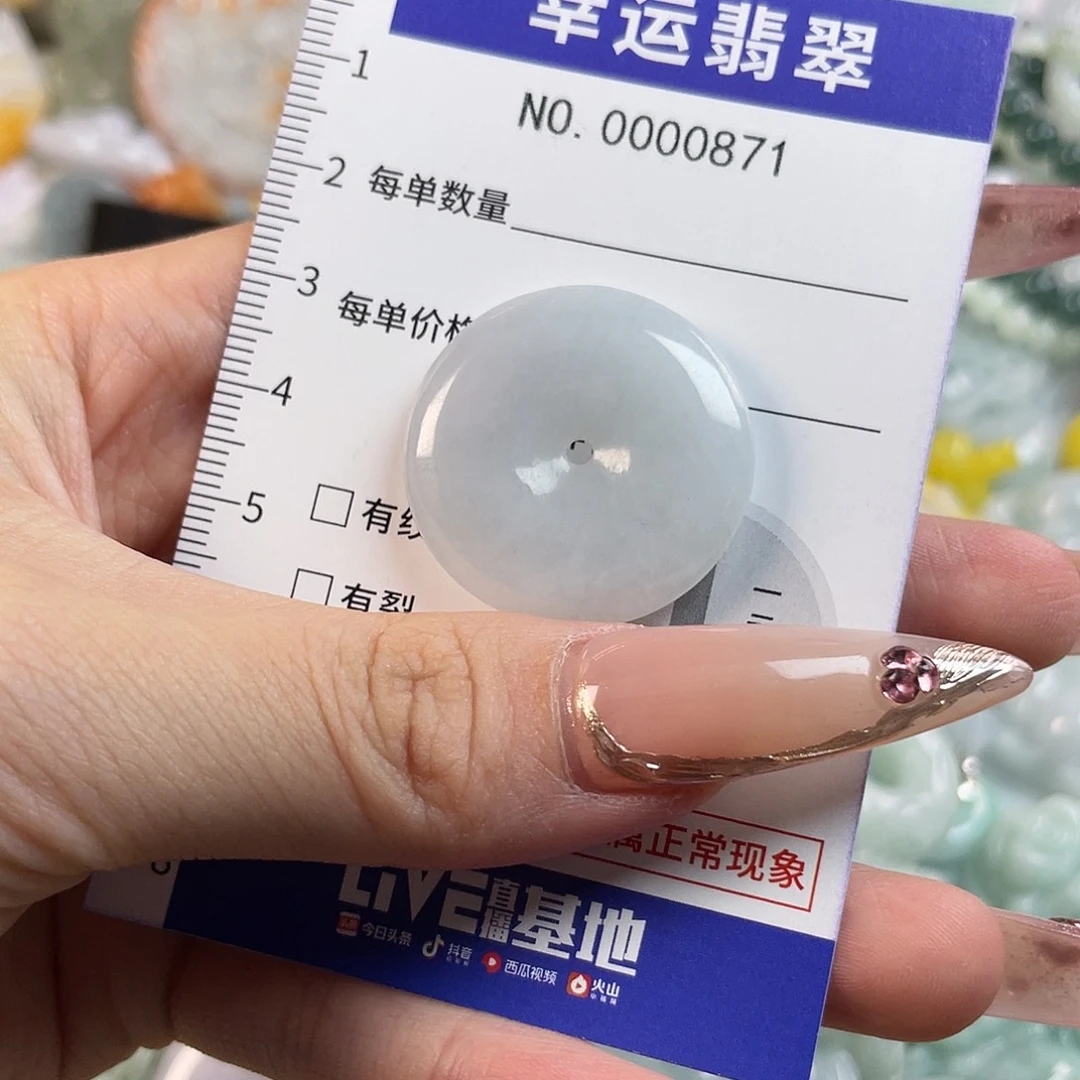 幸运翡翠
NO. 0000871
1
2
3
4
5
每单数量
每单价
□ 有
□ 有裂
属正常现象
LIVE直播基地
今日头条 抖音 西瓜视频 火山